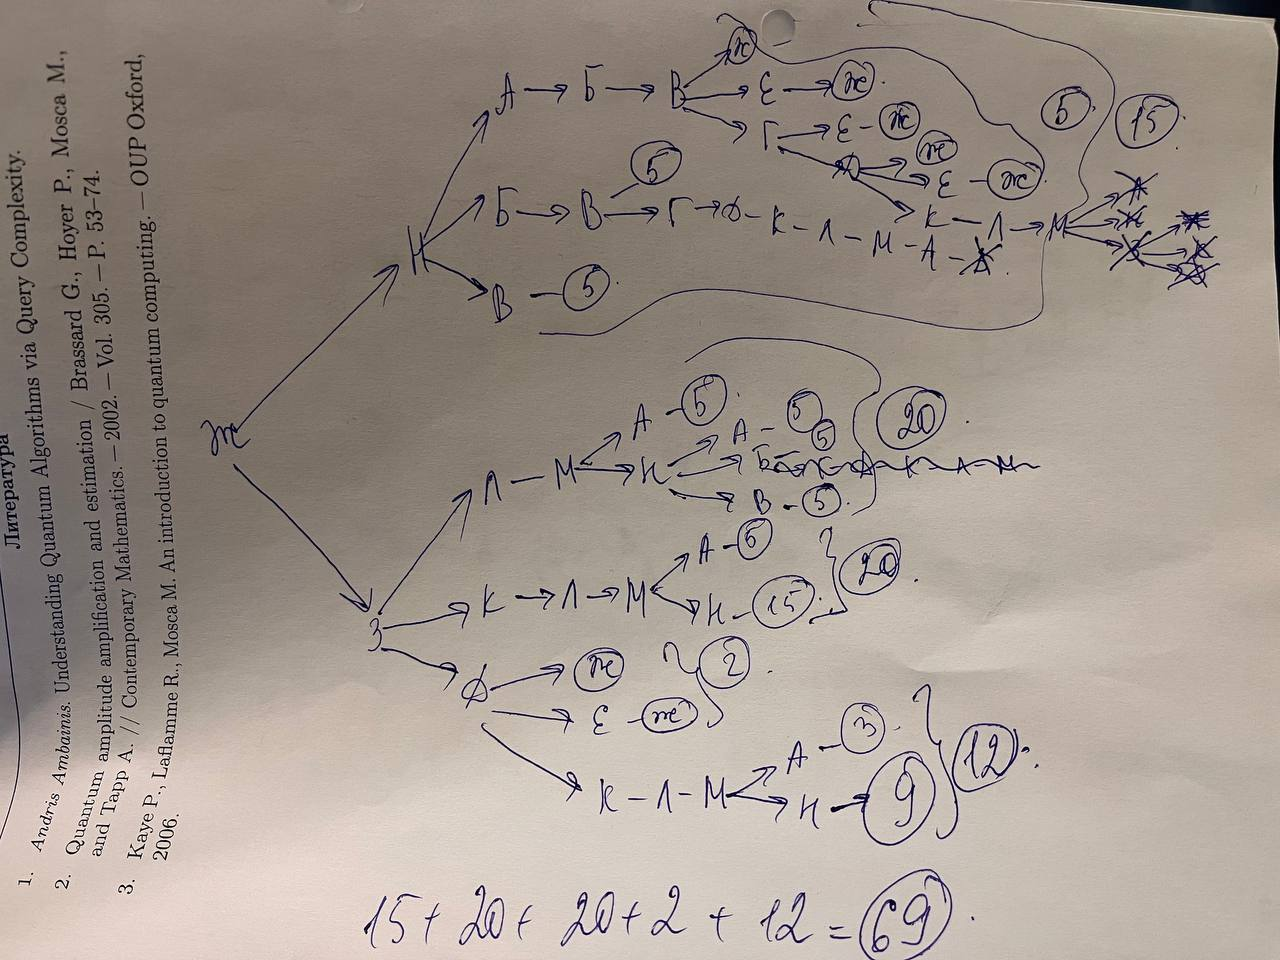 Литература
1. Andris Ambainis. Understanding Quantum Algorithms via Query Complexity.
2. Quantum amplitude amplification and estimation / Brassard G., Hoyer P., Mosca M.,
and Tapp A. // Contemporary Mathematics. — 2002. — Vol. 305. — P. 53–74.
3. Kaye P., Laflamme R., Mosca M. An introduction to quantum computing. — OUP Oxford,
2006.
ж
Н
А → Б → В → ж
Е → ж
Г → Е - ж
Д → ж
Е - ж
К - Л → М
5
15
Б → В → Г → Д - К - Л - М - А
5
В - 5
З
Л - М → А - 5
Н → А - 5
Б 5
В - 5
20
К → Л → М → А - 5
Н - 15
20
Д → ж
Е - ж
2
К - Л - М → А - 3
Н → 9
12
15 + 20 + 20 + 2 + 12 = 69.